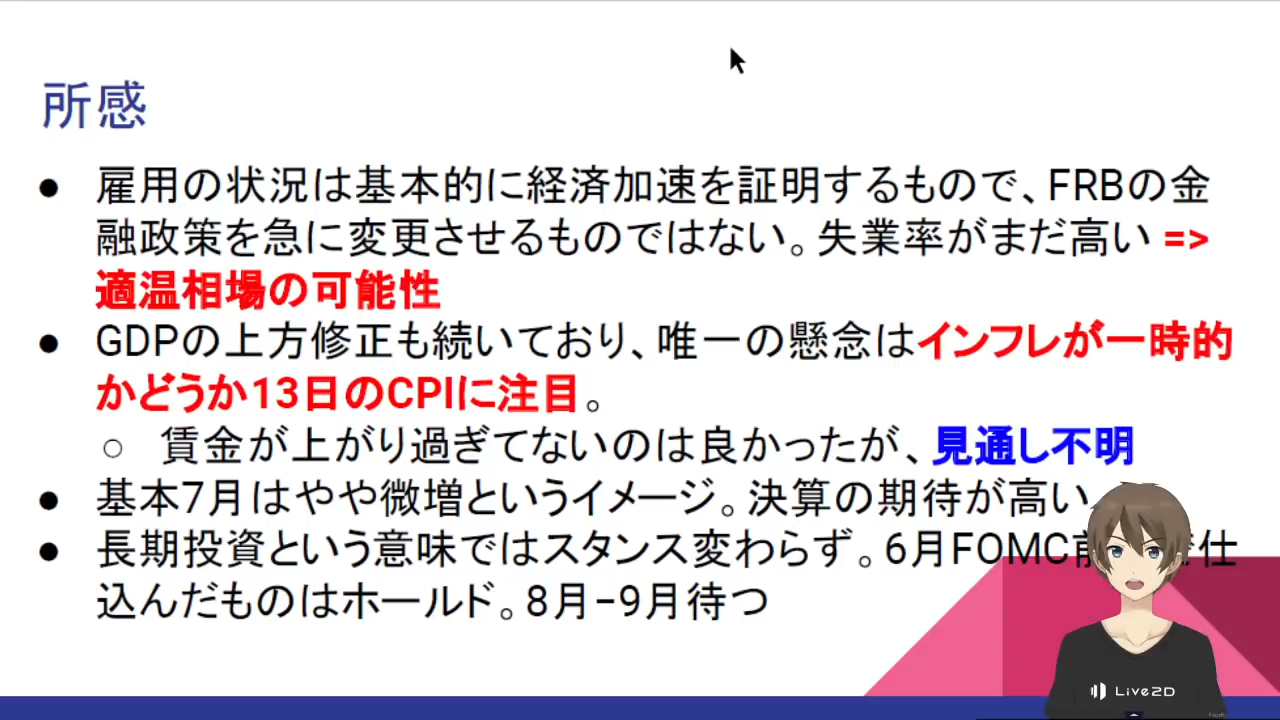 所感
● 雇用の状況は基本的に経済加速を証明するもので、FRBの金
融政策を急に変更させるものではない。失業率がまだ高い =>
適温相場の可能性
● GDPの上方修正も続いており、唯一の懸念はインフレが一時的
かどうか13日のCPIに注目。
○ 賃金が上がり過ぎてないのは良かったが、見通し不明
● 基本7月はやや微増というイメージ。決算の期待が高い
● 長期投資という意味ではスタンス変わらず。6月FOMC前 仕
込んだものはホールド。8月-9月待つ
Live2D